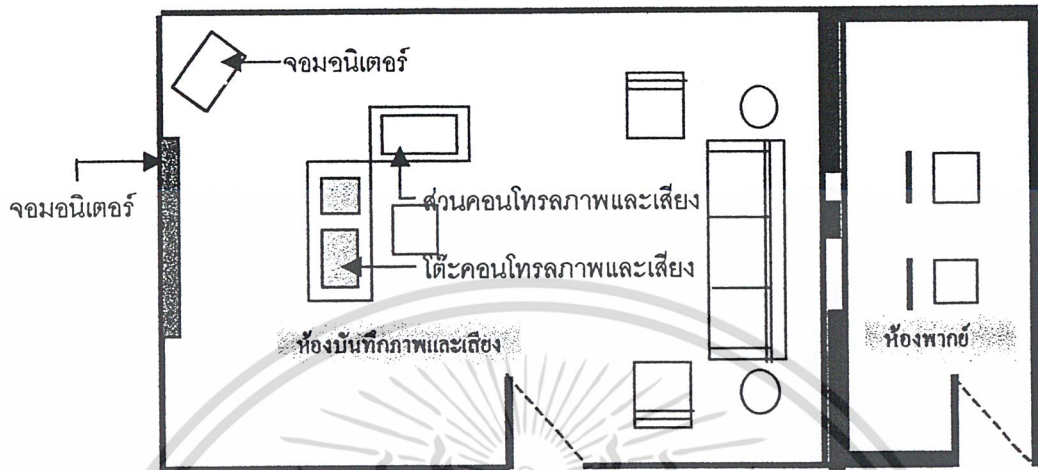 จอมอนิเตอร์
จอมอนิเตอร์
ส่วนคอนโทรลภาพและเสียง
โต๊ะคอนโทรลภาพและเสียง
ห้องบันทึกภาพและเสียง
ห้องพากย์